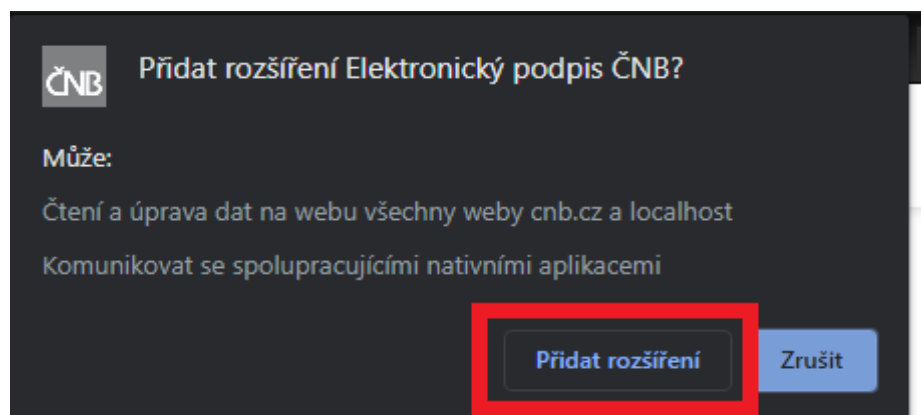 ČNB
Přidat rozšíření Elektronický podpis ČNB?
Může:
Čtení a úprava dat na webu všechny weby cnb.cz a localhost
Komunikovat se spolupracujícími nativními aplikacemi
Přidat rozšíření
Zrušit